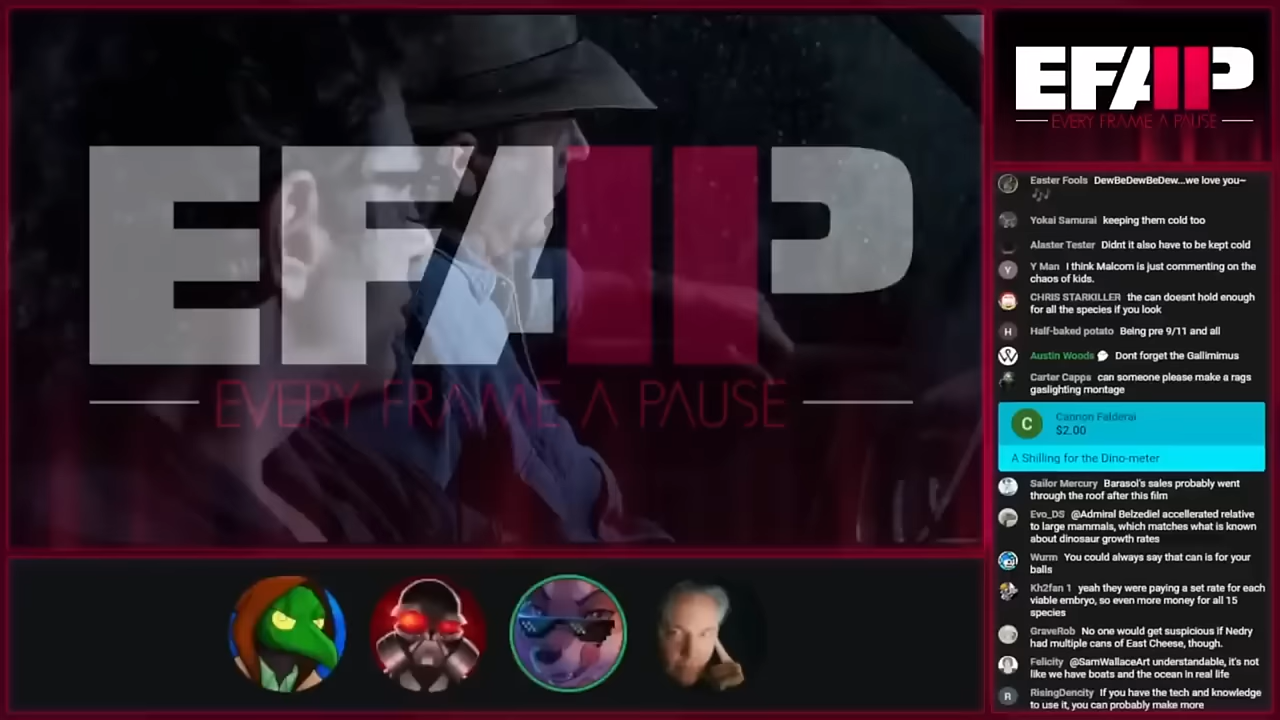 EFAP
EVERY FRAME A PAUSE
EFAP
EVERY FRAME A PAUSE
Easter Fools DewBeDewBeDew...we love you~
🎶
Yokai Samurai keeping them cold too
Alaster Tester Didnt it also have to be kept cold
Y
Y Man I think Malcom is just commenting on the
chaos of kids.
CHRIS STARKILLER the can doesnt hold enough
for all the species if you look
H
Half-baked potato Being pre 9/11 and all
Austin Woods Dont forget the Gallimimus
Carter Capps can someone please make a rags
gaslighting montage
C
Cannon Falderal
$2.00
A Shilling for the Dino-meter
Sailor Mercury Barasol's sales probably went
through the roof after this film
Evo_DS @Admiral Belzediel accellerated relative
to large mammals, which matches what is known
about dinosaur growth rates
Wurm You could always say that can is for your
balls
Kh2fan 1 yeah they were paying a set rate for each
viable embryo, so even more money for all 15
species
GraveRob No one would get suspicious if Nedry
had multiple cans of East Cheese, though.
Felicity @SamWallaceArt understandable, it's not
like we have boats and the ocean in real life
R
RisingDencity If you have the tech and knowledge
to use it, you can probably make more